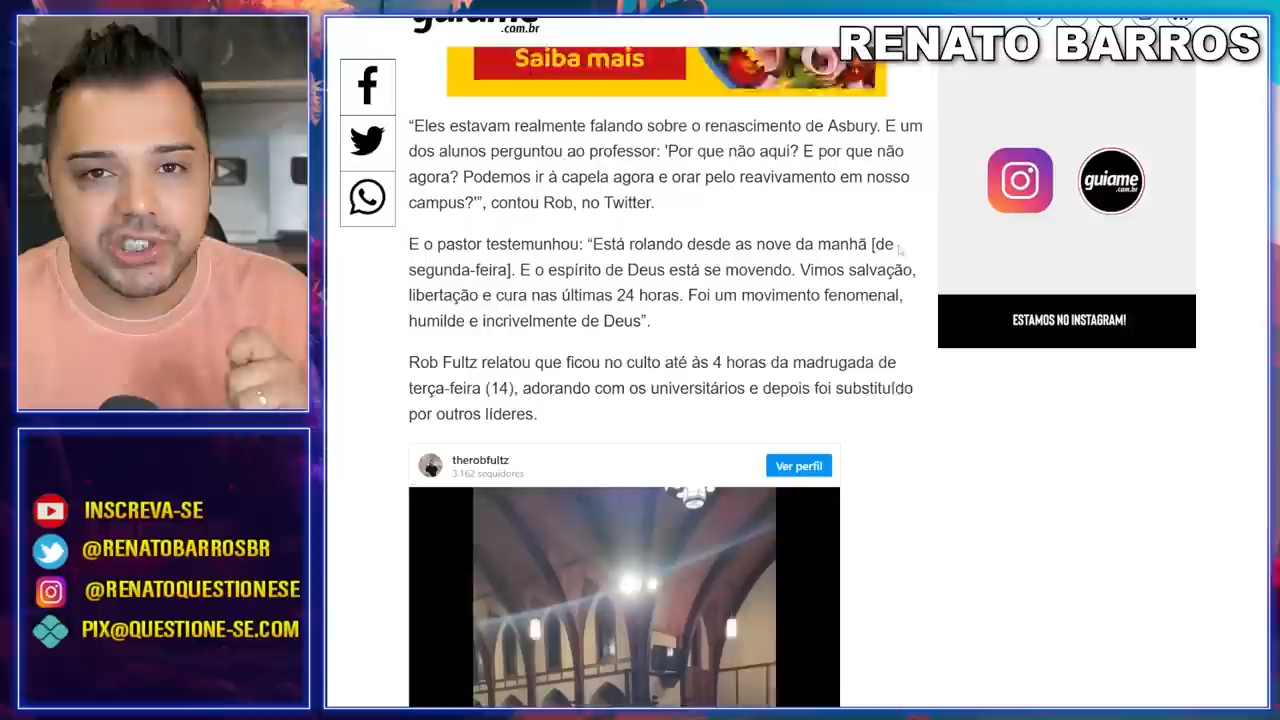 guiame
.com.br
RENATO BARROS
Saiba mais
“Eles estavam realmente falando sobre o renascimento de Asbury. E um
dos alunos perguntou ao professor: 'Por que não aqui? E por que não
agora? Podemos ir à capela agora e orar pelo reavivamento em nosso
campus?'”, contou Rob, no Twitter.
E o pastor testemunhou: “Está rolando desde as nove da manhã [de
segunda-feira]. E o espírito de Deus está se movendo. Vimos salvação,
libertação e cura nas últimas 24 horas. Foi um movimento fenomenal,
humilde e incrivelmente de Deus”.
Rob Fultz relatou que ficou no culto até às 4 horas da madrugada de
terça-feira (14), adorando com os universitários e depois foi substituído
por outros líderes.
therobfultz
3.162 seguidores
Ver perfil
guiame
.com.br
ESTAMOS NO INSTAGRAM!
INSCREVA-SE
@RENATOBARROSBR
@RENATOQUESTIONESE
PIX@QUESTIONE-SE.COM